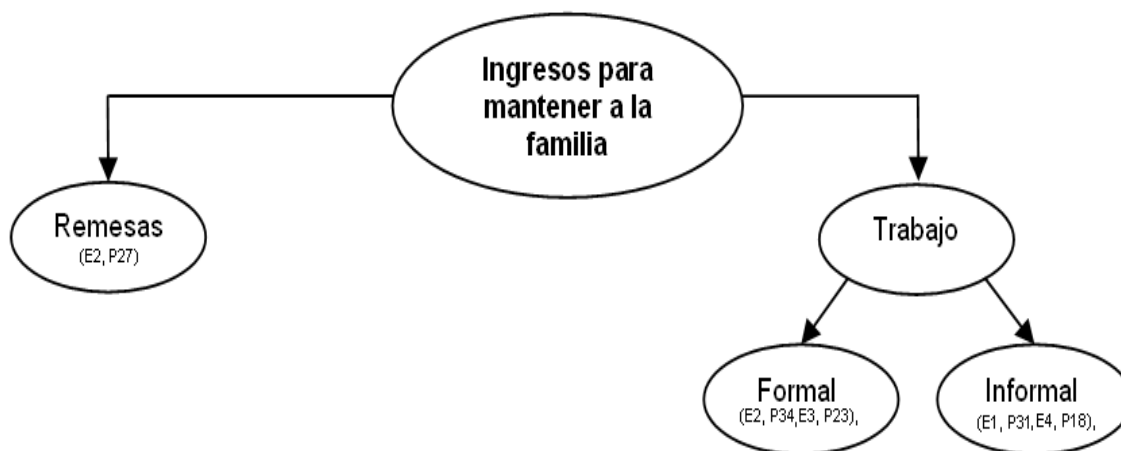 Ingresos para
mantener a la
familia
Remesas
(E2, P27)
Trabajo
Formal
(E2, P34,E3, P23),
Informal
(E1, P31,E4, P18),